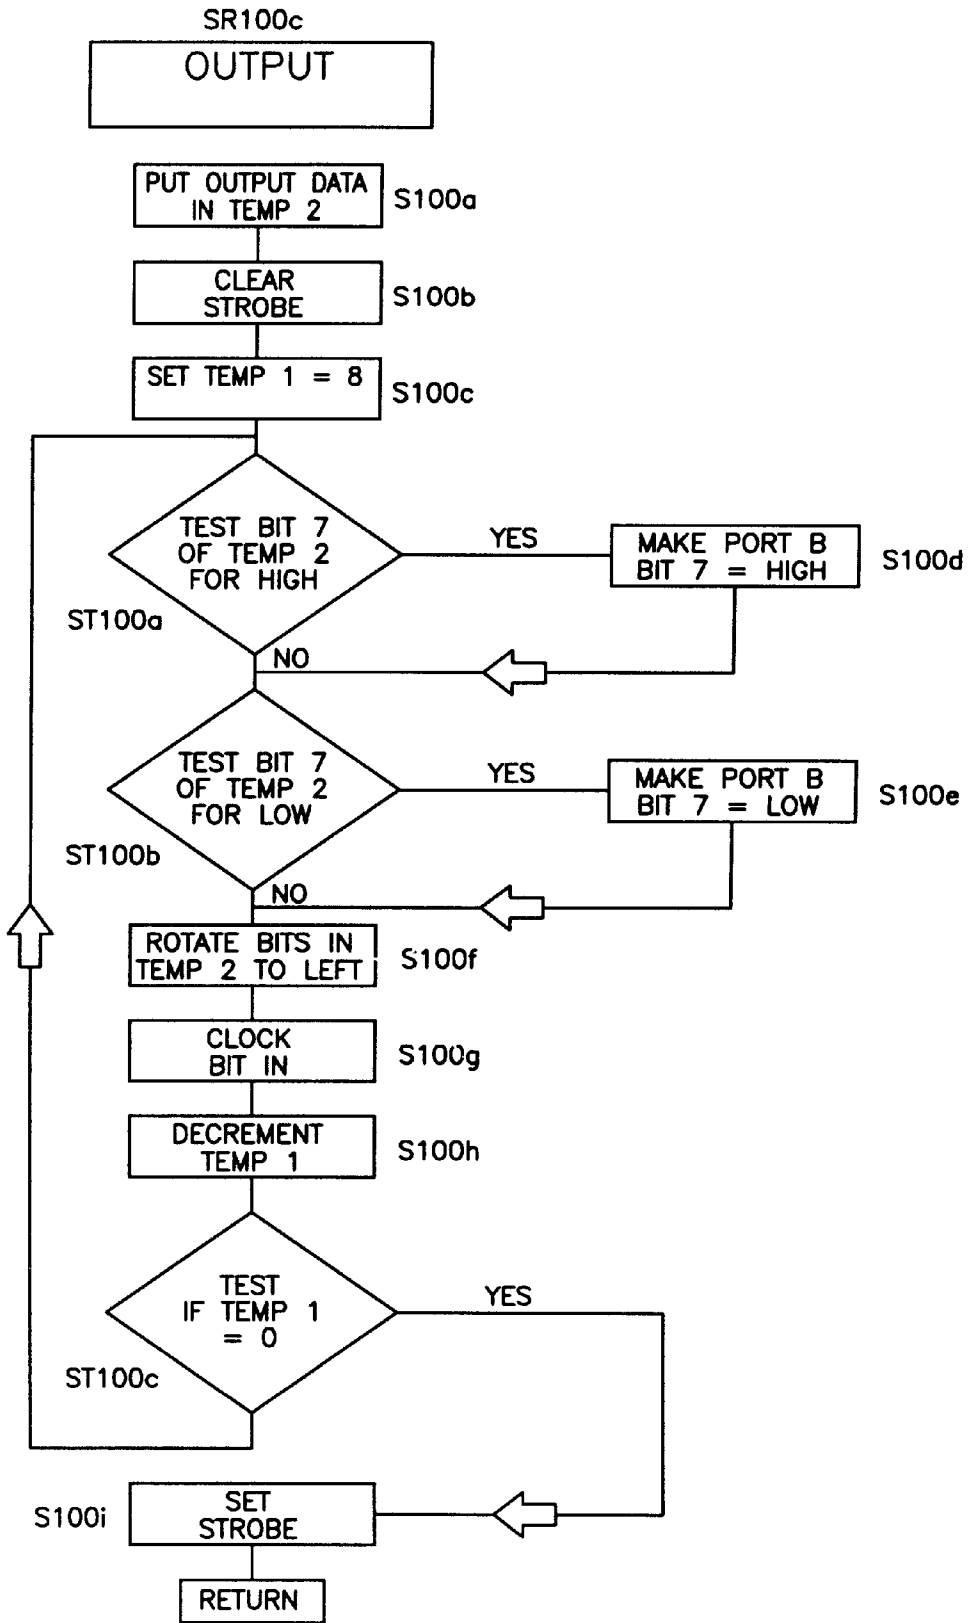 SR100c
OUTPUT
PUT OUTPUT DATA
IN TEMP 2
S100a
CLEAR
STROBE
S100b
SET TEMP 1 = 8
S100c
TEST BIT 7
OF TEMP 2
FOR HIGH
ST100a
YES
MAKE PORT B
BIT 7 = HIGH
S100d
NO
TEST BIT 7
OF TEMP 2
FOR LOW
ST100b
YES
MAKE PORT B
BIT 7 = LOW
S100e
NO
ROTATE BITS IN
TEMP 2 TO LEFT
S100f
CLOCK
BIT IN
S100g
DECREMENT
TEMP 1
S100h
TEST
IF TEMP 1
= 0
ST100c
YES
S100i
SET
STROBE
RETURN